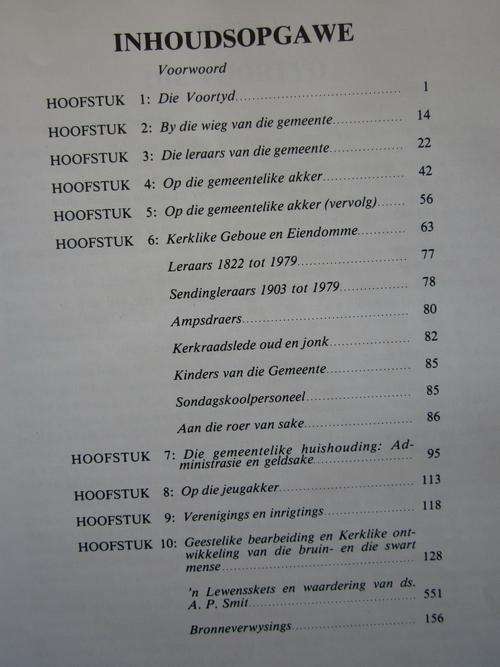 INHOUDSOPGAWE
Voorwoord
HOOFSTUK 1: Die Voortyd 1
HOOFSTUK 2: By die wieg van die gemeente 14
HOOFSTUK 3: Die leraars van die gemeente 22
HOOFSTUK 4: Op die gemeentelike akker 42
HOOFSTUK 5: Op die gemeentelike akker (vervolg) 56
HOOFSTUK 6: Kerklike Geboue en Eiendomme 63
Leraars 1822 tot 1979 77
Sendingleraars 1903 tot 1979 78
Ampsdraers 80
Kerkraadslede oud en jonk 82
Kinders van die Gemeente 85
Sondagskoolpersoneel 85
Aan die roer van sake 86
HOOFSTUK 7: Die gemeentelike huishouding: Ad-
ministrasie en geldsake 95
HOOFSTUK 8: Op die jeugakker 113
HOOFSTUK 9: Verenigings en inrigtings 118
HOOFSTUK 10: Geestelike bearbeiding en Kerklike ont-
wikkeling van die bruin- en die swart
mense 128
'n Lewensskets en waardering van ds.
A. P. Smit 551
Bronneverwysings 156